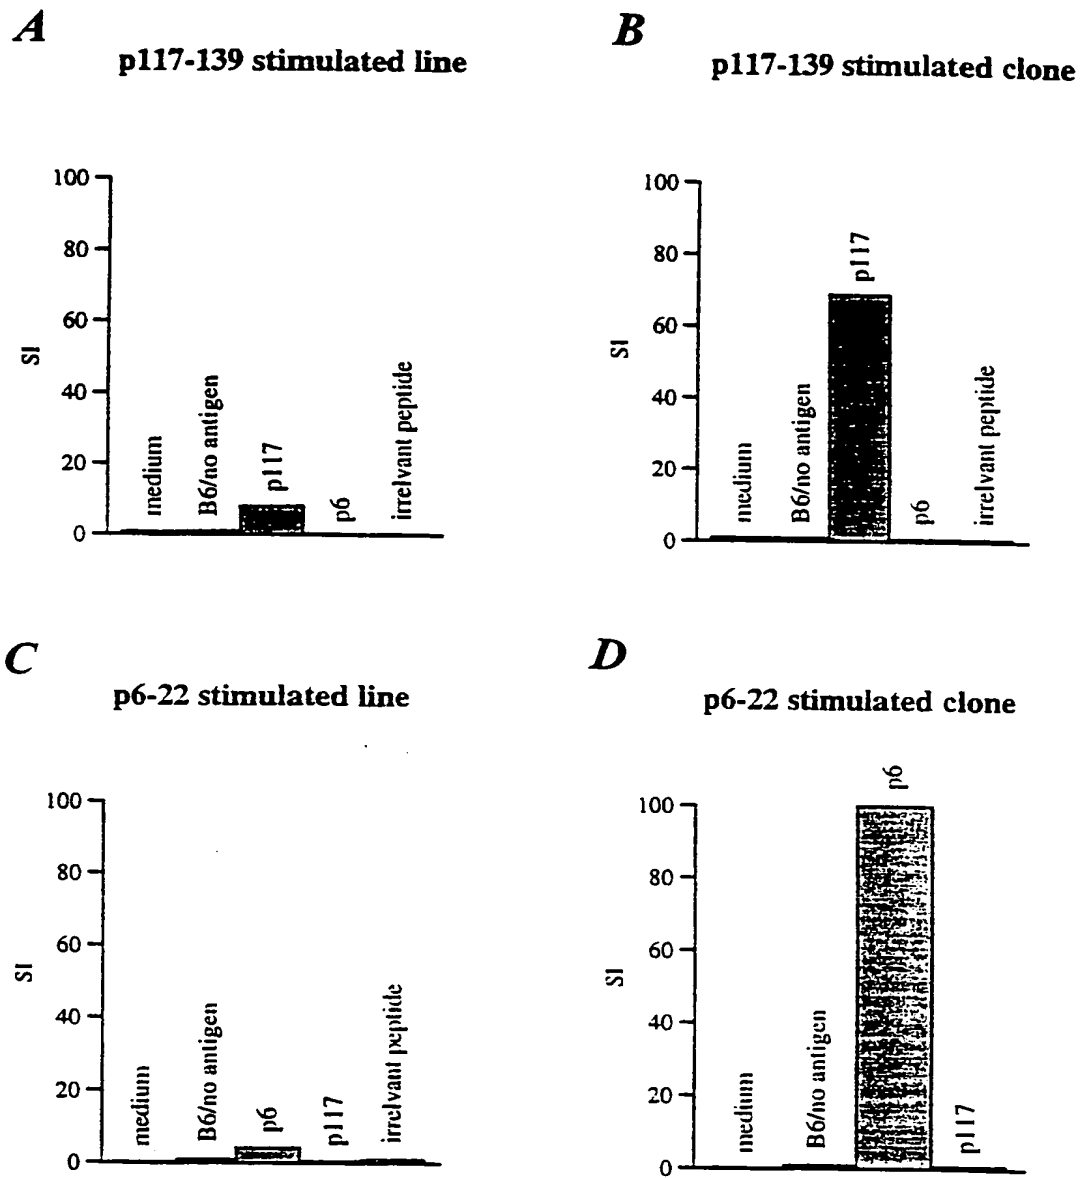 A
p117-139 stimulated line
100
80
60
40
20
0
SI
medium
B6/no antigen
p117
p6
irrelvant peptide
B
p117-139 stimulated clone
100
80
60
40
20
0
SI
medium
B6/no antigen
p117
p6
irrelvant peptide
C
p6-22 stimulated line
100
80
60
40
20
0
SI
medium
B6/no antigen
p6
p117
irrelvant peptide
D
p6-22 stimulated clone
100
80
60
40
20
0
SI
medium
B6/no antigen
p6
p117